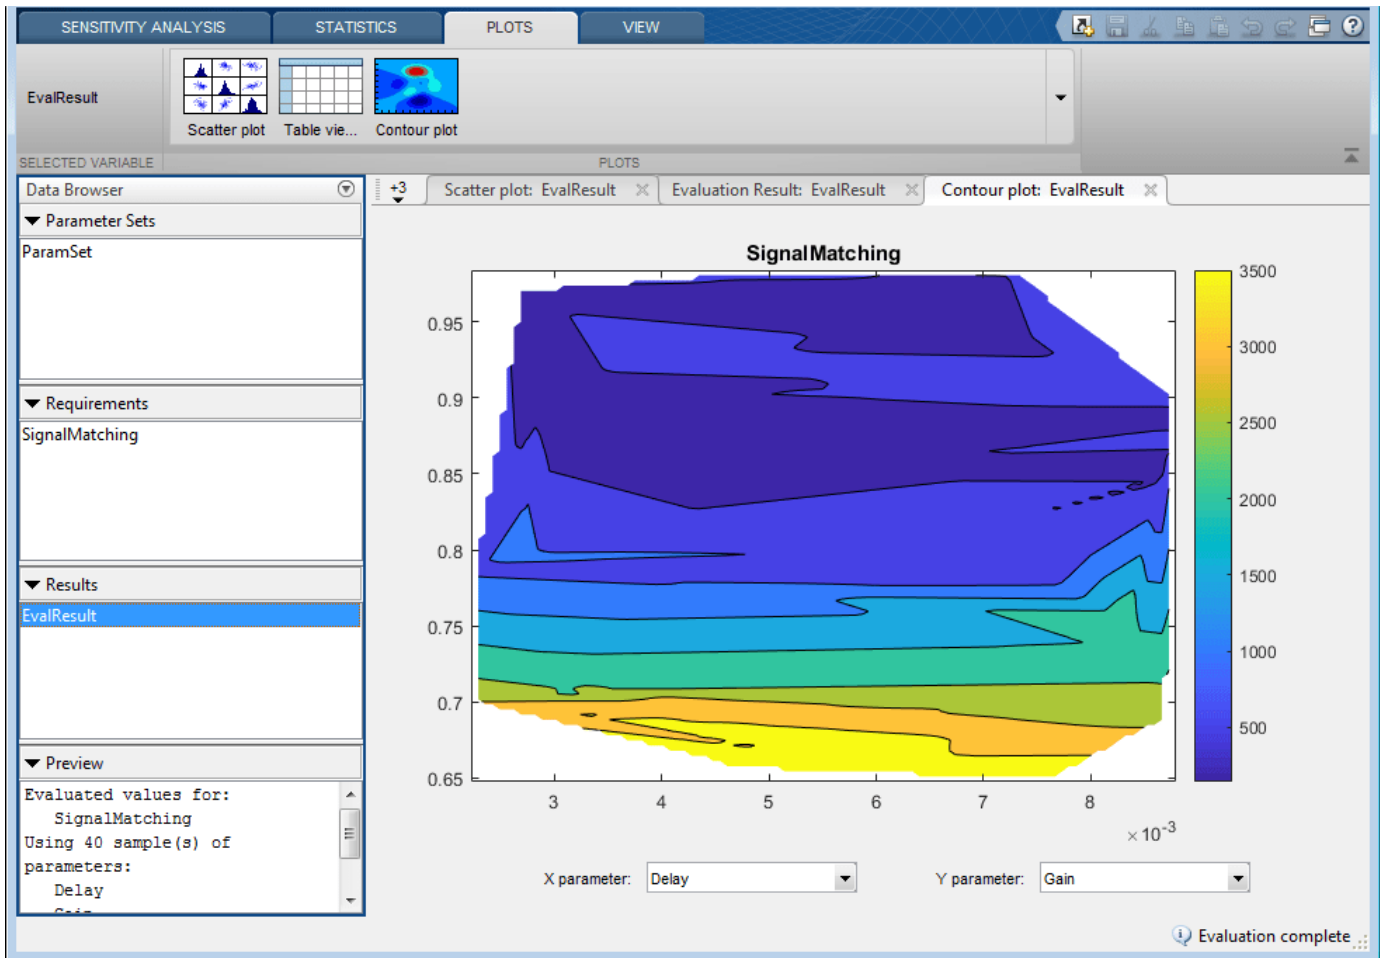 SENSITIVITY ANALYSIS STATISTICS PLOTS VIEW
EvalResult
Scatter plot Table vie... Contour plot
SELECTED VARIABLE PLOTS
Data Browser
+3 Scatter plot: EvalResult Evaluation Result: EvalResult Contour plot: EvalResult
Parameter Sets
ParamSet
Requirements
SignalMatching
Results
EvalResult
Preview
Evaluated values for:
SignalMatching
Using 40 sample(s) of
parameters:
Delay
Gain
SignalMatching
0.95
0.9
0.85
0.8
0.75
0.7
0.65
3 4 5 6 7 8
×10-3
3500
3000
2500
2000
1500
1000
500
X parameter: Delay Y parameter: Gain
Evaluation complete